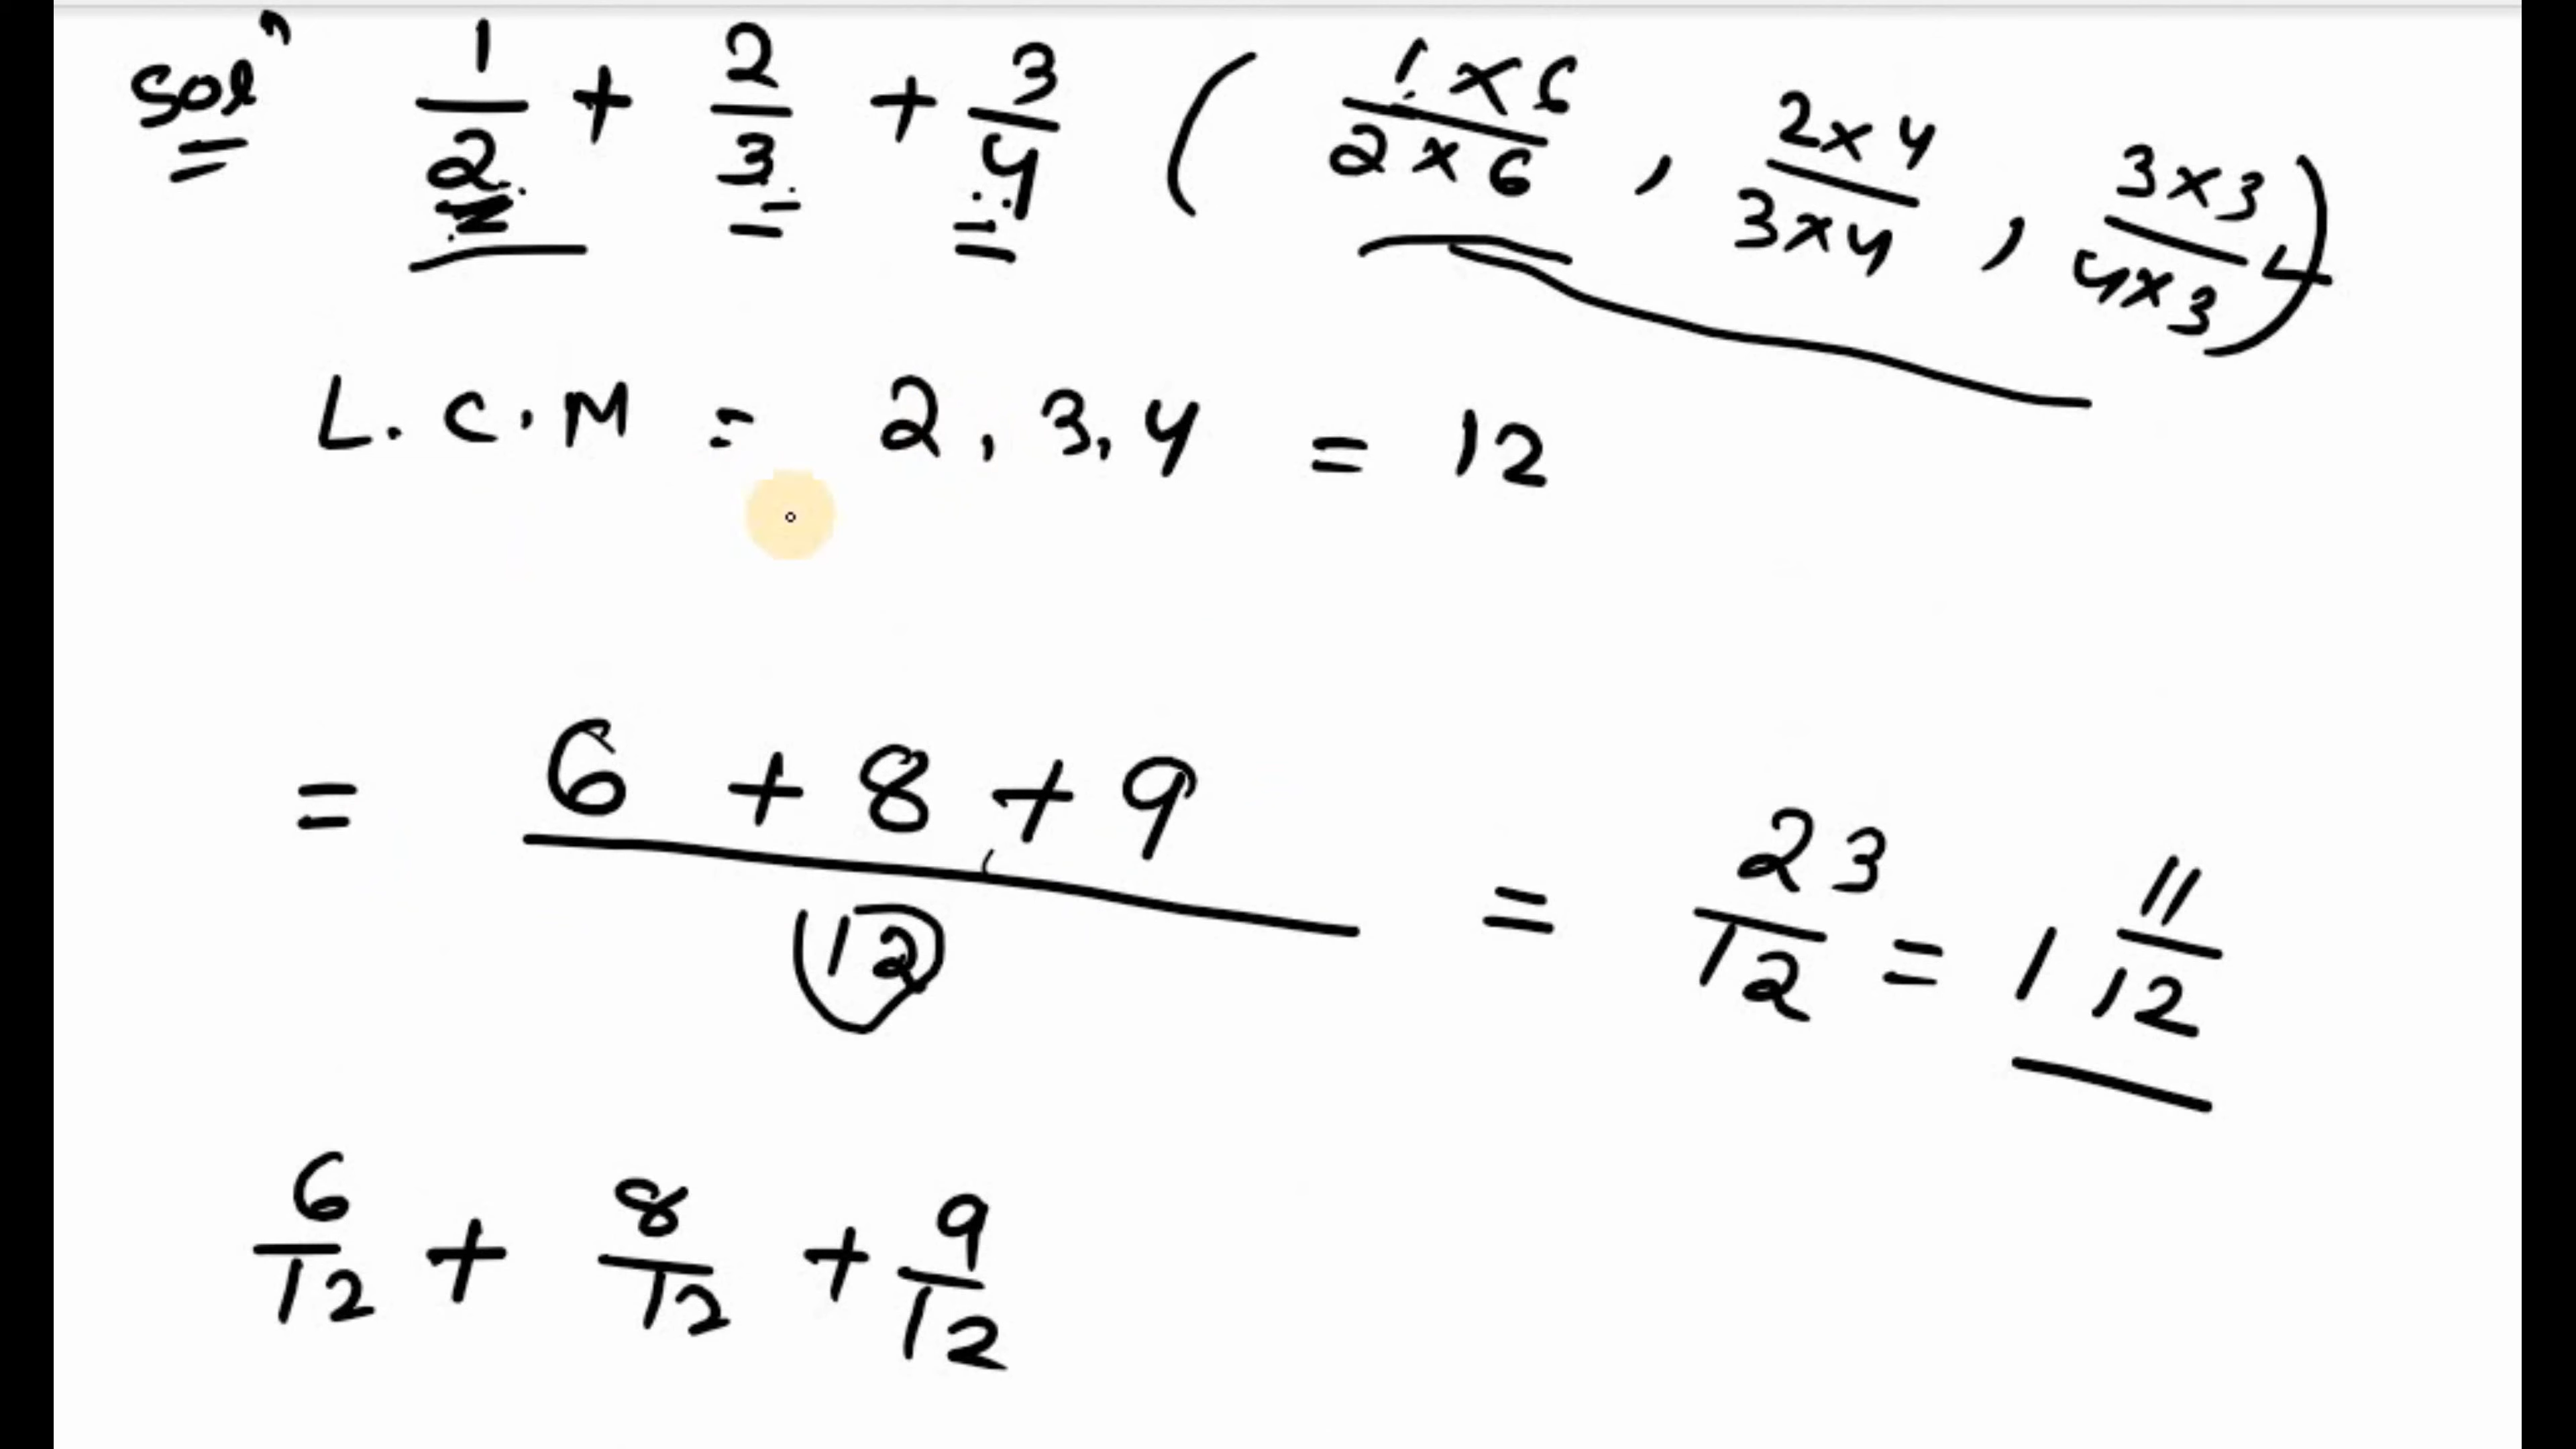 Solⁿ 1/2 + 2/3 + 3/4 ( 1×6/2×6 , 2×4/3×4 , 3×3/4×3 )
L.C.M = 2, 3, 4 = 12
= 6 + 8 + 9/12 = 23/12 = 1 11/12
6/12 + 8/12 + 9/12